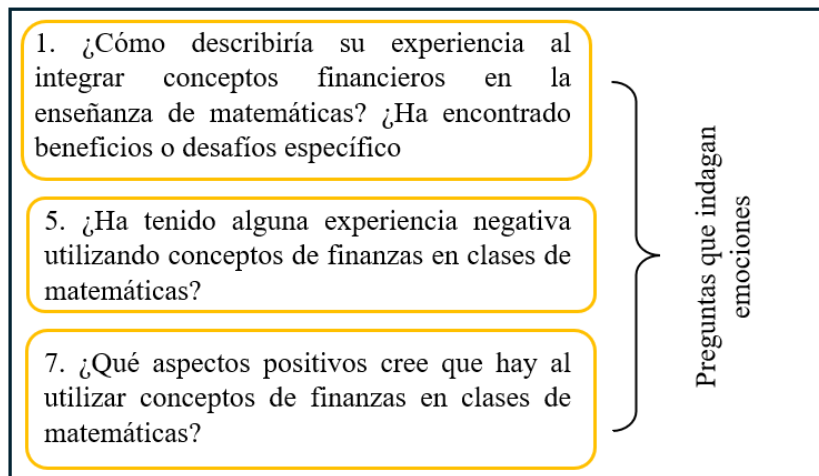 1. ¿Cómo describiría su experiencia al
integrar conceptos financieros en la
enseñanza de matemáticas? ¿Ha encontrado
beneficios o desafíos específico
5. ¿Ha tenido alguna experiencia negativa
utilizando conceptos de finanzas en clases de
matemáticas?
7. ¿Qué aspectos positivos cree que hay al
utilizar conceptos de finanzas en clases de
matemáticas?
Preguntas que indagan
emociones